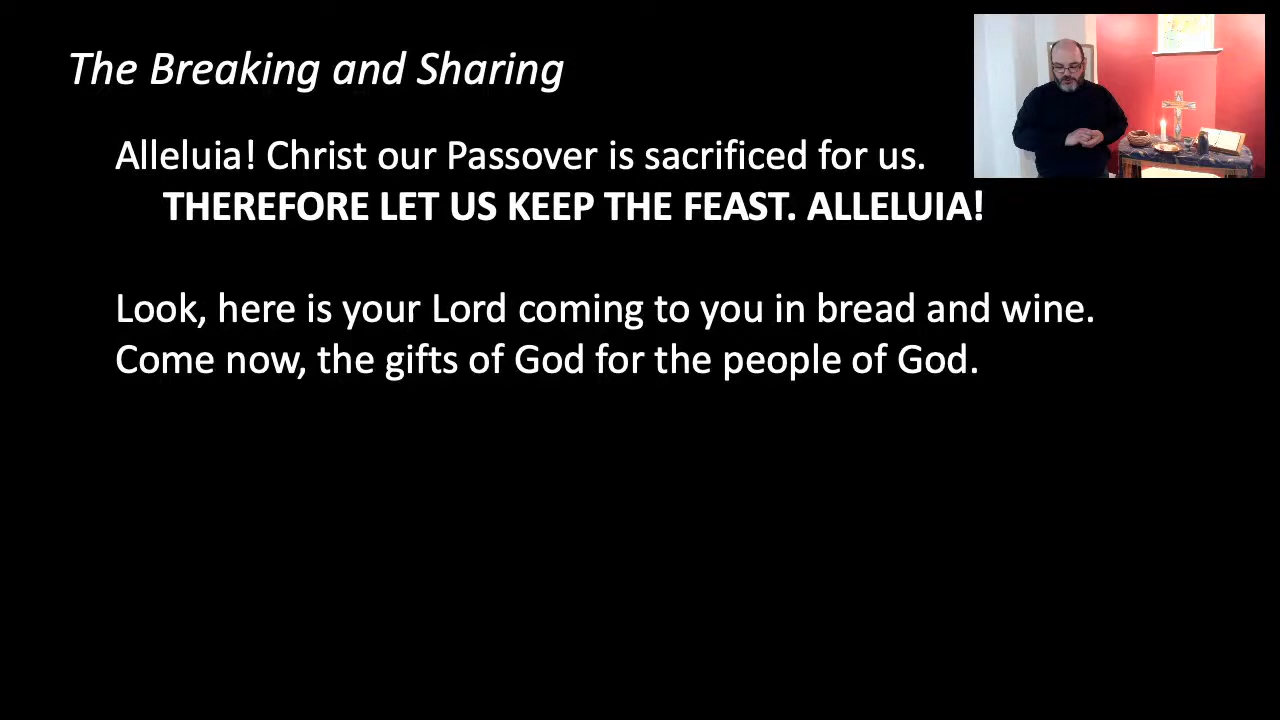 The Breaking and Sharing
Alleluia! Christ our Passover is sacrificed for us.
THEREFORE LET US KEEP THE FEAST. ALLELUIA!
Look, here is your Lord coming to you in bread and wine.
Come now, the gifts of God for the people of God.